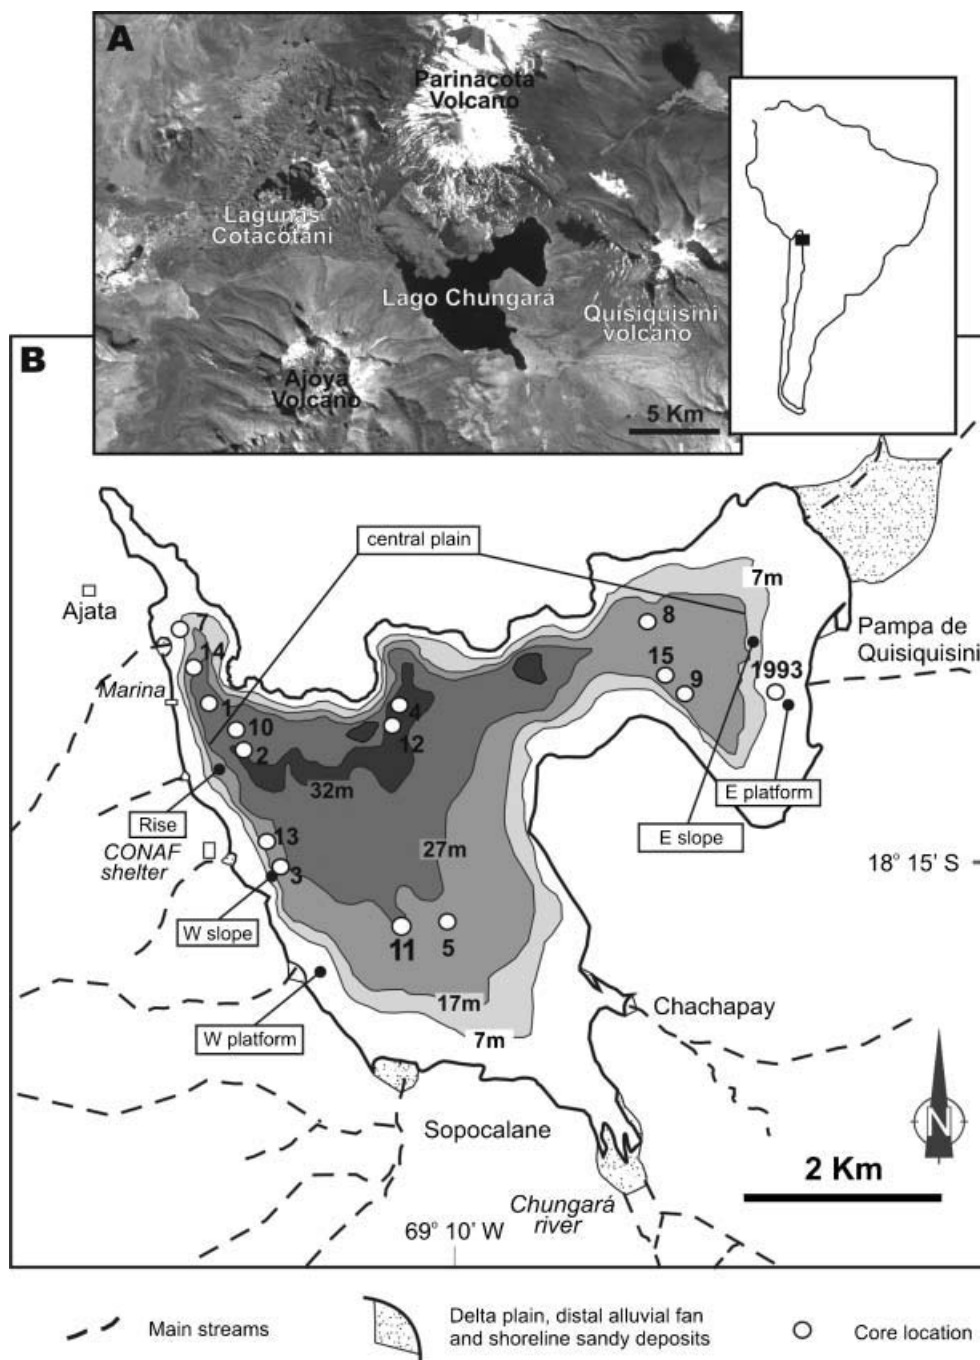 A
Parinacota
Volcano
Lagunas
Cotacotani
Lago Chungará
Quisiquisini
volcano
Ajoya
Volcano
5 Km
B
central plain
7m
Ajata
7
8
Pampa de
Quisiquisini
14
15
1993
Marina
9
1
4
10
12
2
32m
E platform
Rise
13
27m
E slope
CONAF
shelter
3
18° 15' S
W slope
11
5
17m
Chachapay
W platform
7m
N
Sopocalane
2 Km
Chungará
river
69° 10' W
Main streams
Delta plain, distal alluvial fan
and shoreline sandy deposits
Core location